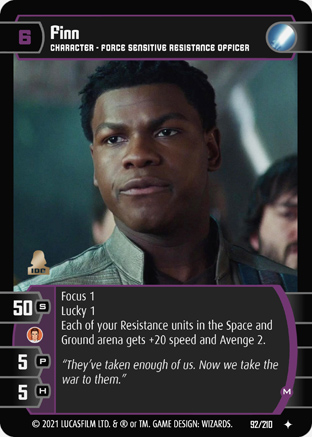 6
Finn
CHARACTER - FORCE SENSITIVE RESISTANCE OFFICER
IDC
50 S
5 P
5 H
Focus 1
Lucky 1
Each of your Resistance units in the Space and
Ground arena gets +20 speed and Avenge 2.
“They've taken enough of us. Now we take the
war to them.”
M
© 2021 LUCASFILM LTD. & ® or TM. GAME DESIGN: WIZARDS.
92/210